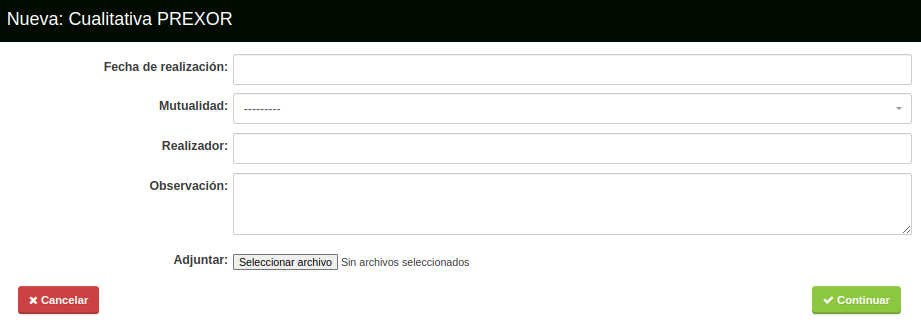 Nueva: Cualitativa PREXOR
Fecha de realización:
Mutualidad: ---------
Realizador:
Observación:
Adjuntar: Seleccionar archivo Sin archivos seleccionados
Cancelar Continuar